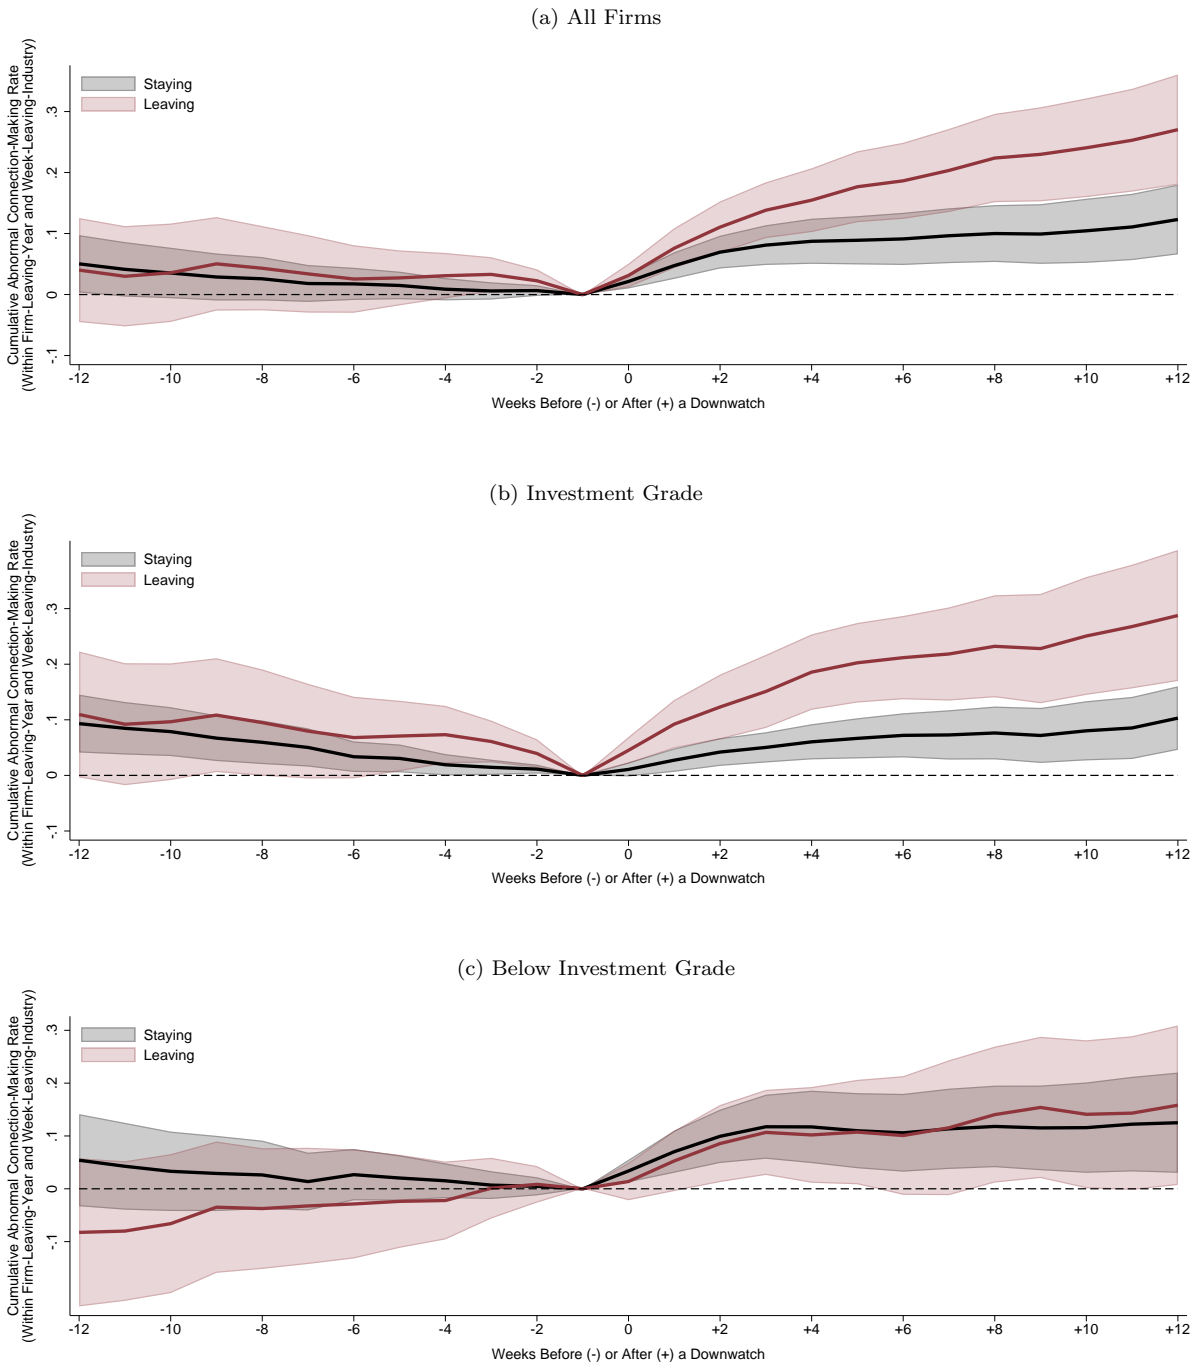 (a) All Firms
Cumulative Abnormal Connection-Making Rate
(Within Firm-Leaving-Year and Week-Leaving-Industry)
Staying
Leaving
.3
.2
.1
0
-.1
-12 -10 -8 -6 -4 -2 0 +2 +4 +6 +8 +10 +12
Weeks Before (-) or After (+) a Downwatch
(b) Investment Grade
Cumulative Abnormal Connection-Making Rate
(Within Firm-Leaving-Year and Week-Leaving-Industry)
Staying
Leaving
.3
.2
.1
0
-.1
-12 -10 -8 -6 -4 -2 0 +2 +4 +6 +8 +10 +12
Weeks Before (-) or After (+) a Downwatch
(c) Below Investment Grade
Cumulative Abnormal Connection-Making Rate
(Within Firm-Leaving-Year and Week-Leaving-Industry)
Staying
Leaving
.3
.2
.1
0
-.1
-12 -10 -8 -6 -4 -2 0 +2 +4 +6 +8 +10 +12
Weeks Before (-) or After (+) a Downwatch